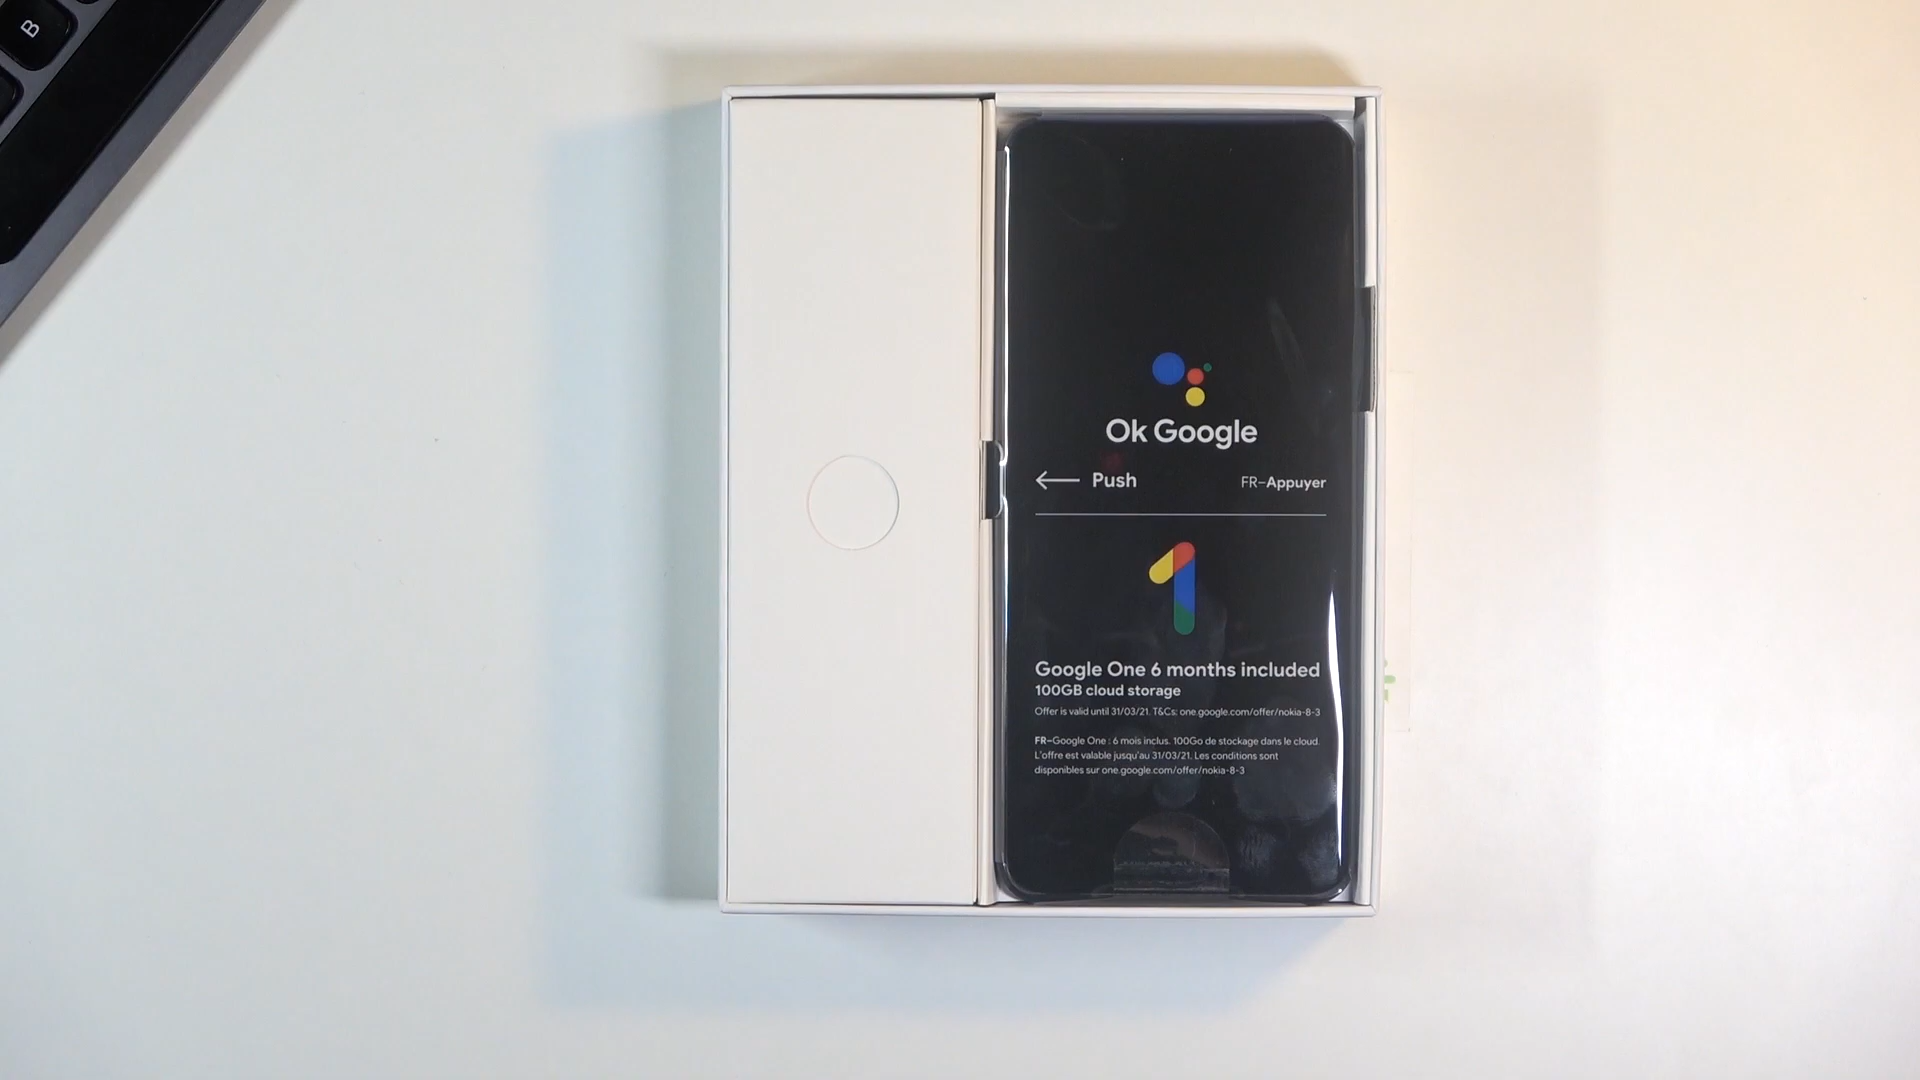 B
Ok Google
Push FR–Appuyer
Google One 6 months included
100GB cloud storage
Offer is valid until 31/03/21. T&Cs: one.google.com/offer/nokia-8-3
FR–Google One : 6 mois inclus. 100Go de stockage dans le cloud.
L'offre est valable jusqu'au 31/03/21. Les conditions sont
disponibles sur one.google.com/offer/nokia-8-3